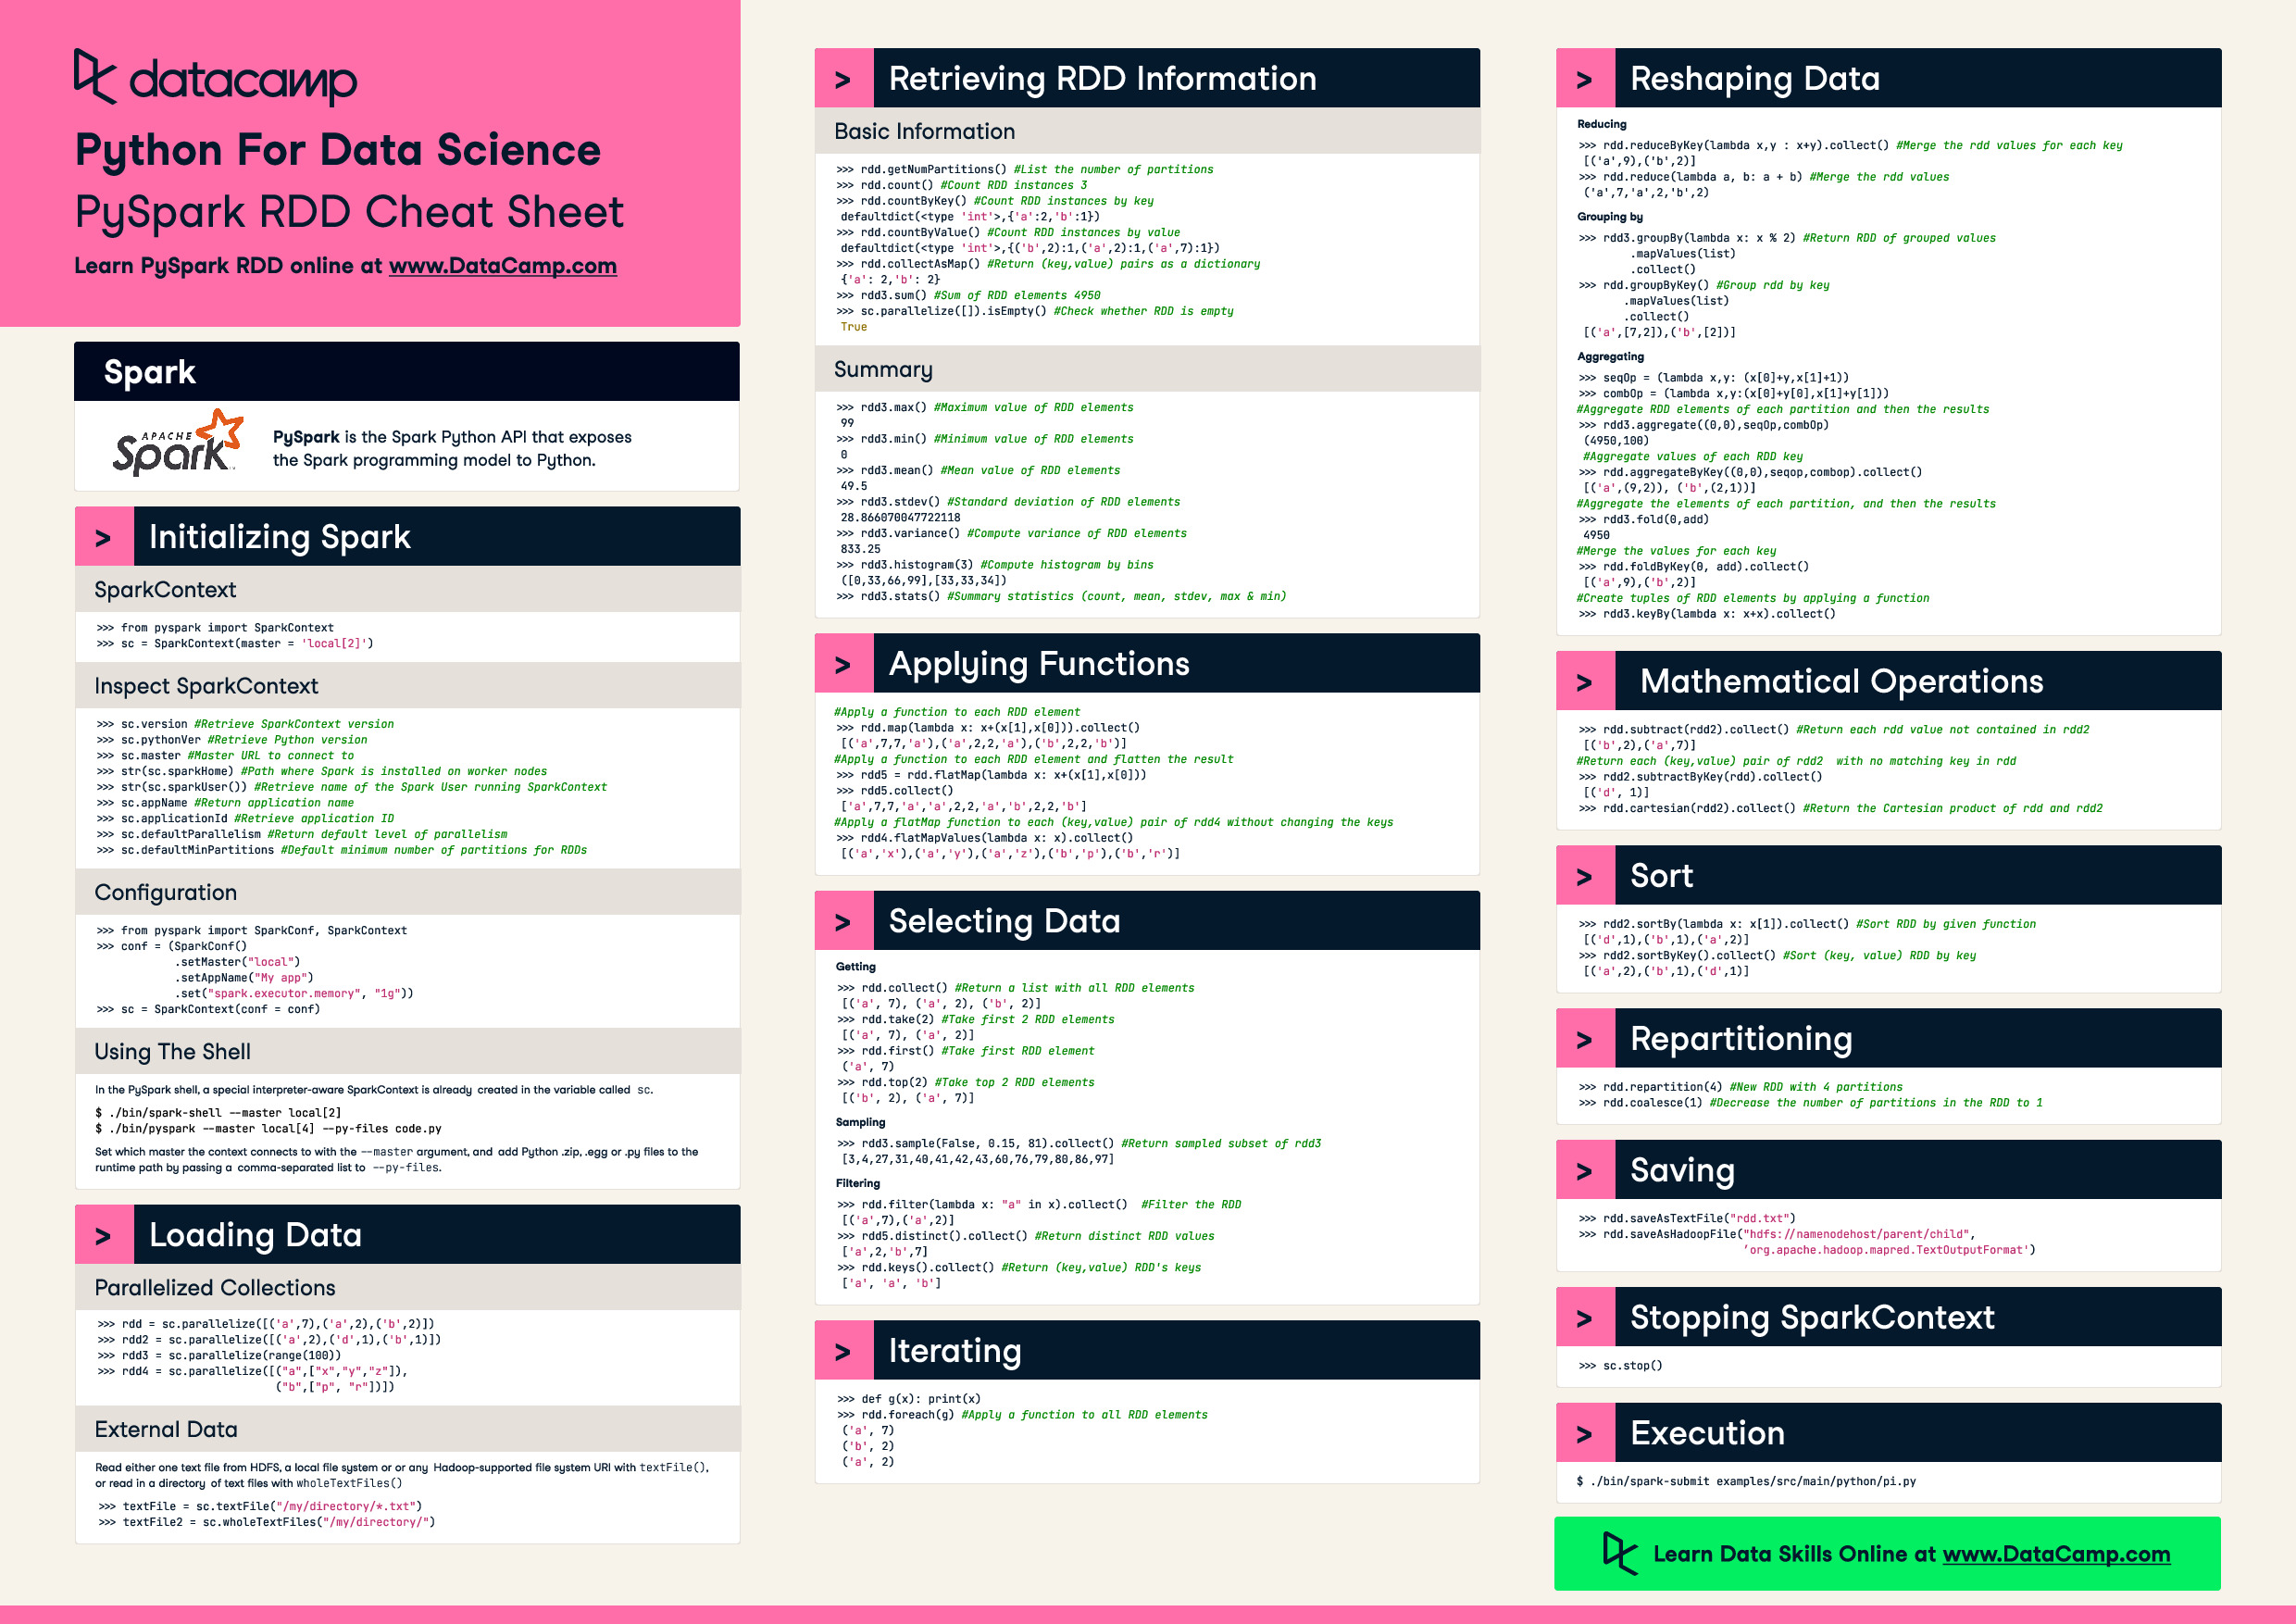 datacamp
Python For Data Science
PySpark RDD Cheat Sheet
Learn PySpark RDD online at www.DataCamp.com
Spark
APACHE
Spark
PySpark is the Spark Python API that exposes
the Spark programming model to Python.
> Initializing Spark
SparkContext
>>> from pyspark import SparkContext
>>> sc = SparkContext(master = 'local[2]')
Inspect SparkContext
>>> sc.version #Retrieve SparkContext version
>>> sc.pythonVer #Retrieve Python version
>>> sc.master #Master URL to connect to
>>> str(sc.sparkHome) #Path where Spark is installed on worker nodes
>>> str(sc.sparkUser()) #Retrieve name of the Spark User running SparkContext
>>> sc.appName #Return application name
>>> sc.applicationId #Retrieve application ID
>>> sc.defaultParallelism #Return default level of parallelism
>>> sc.defaultMinPartitions #Default minimum number of partitions for RDDs
Configuration
>>> from pyspark import SparkConf, SparkContext
>>> conf = (SparkConf()
.setMaster("local")
.setAppName("My app")
.set("spark.executor.memory", "1g"))
>>> sc = SparkContext(conf = conf)
Using The Shell
In the PySpark shell, a special interpreter-aware SparkContext is already created in the variable called sc.
$ ./bin/spark-shell --master local[2]
$ ./bin/pyspark --master local[4] --py-files code.py
Set which master the context connects to with the --master argument, and add Python .zip, .egg or .py files to the
runtime path by passing a comma-separated list to --py-files.
> Loading Data
Parallelized Collections
>>> rdd = sc.parallelize([('a',7),('a',2),('b',2)])
>>> rdd2 = sc.parallelize([('a',2),('d',1),('b',1)])
>>> rdd3 = sc.parallelize(range(100))
>>> rdd4 = sc.parallelize([("a",["x","y","z"]),
("b",["p", "r"])])
External Data
Read either one text file from HDFS, a local file system or or any Hadoop-supported file system URI with textFile(),
or read in a directory of text files with wholeTextFiles()
>>> textFile = sc.textFile("/my/directory/*.txt")
>>> textFile2 = sc.wholeTextFiles("/my/directory/")
> Retrieving RDD Information
Basic Information
>>> rdd.getNumPartitions() #List the number of partitions
>>> rdd.count() #Count RDD instances 3
>>> rdd.countByKey() #Count RDD instances by key
defaultdict(<type 'int'>,{'a':2,'b':1})
>>> rdd.countByValue() #Count RDD instances by value
defaultdict(<type 'int'>,{('b',2):1,('a',2):1,('a',7):1})
>>> rdd.collectAsMap() #Return (key,value) pairs as a dictionary
{'a': 2,'b': 2}
>>> rdd3.sum() #Sum of RDD elements 4950
>>> sc.parallelize([]).isEmpty() #Check whether RDD is empty
True
Summary
>>> rdd3.max() #Maximum value of RDD elements
99
>>> rdd3.min() #Minimum value of RDD elements
0
>>> rdd3.mean() #Mean value of RDD elements
49.5
>>> rdd3.stdev() #Standard deviation of RDD elements
28.866070047722118
>>> rdd3.variance() #Compute variance of RDD elements
833.25
>>> rdd3.histogram(3) #Compute histogram by bins
([0,33,66,99],[33,33,34])
>>> rdd3.stats() #Summary statistics (count, mean, stdev, max & min)
> Applying Functions
#Apply a function to each RDD element
>>> rdd.map(lambda x: x+(x[1],x[0])).collect()
[('a',7,7,'a'),('a',2,2,'a'),('b',2,2,'b')]
#Apply a function to each RDD element and flatten the result
>>> rdd5 = rdd.flatMap(lambda x: x+(x[1],x[0]))
>>> rdd5.collect()
['a',7,7,'a','a',2,2,'a','b',2,2,'b']
#Apply a flatMap function to each (key,value) pair of rdd4 without changing the keys
>>> rdd4.flatMapValues(lambda x: x).collect()
[('a','x'),('a','y'),('a','z'),('b','p'),('b','r')]
> Selecting Data
Getting
>>> rdd.collect() #Return a list with all RDD elements
[('a', 7), ('a', 2), ('b', 2)]
>>> rdd.take(2) #Take first 2 RDD elements
[('a', 7), ('a', 2)]
>>> rdd.first() #Take first RDD element
('a', 7)
>>> rdd.top(2) #Take top 2 RDD elements
[('b', 2), ('a', 7)]
Sampling
>>> rdd3.sample(False, 0.15, 81).collect() #Return sampled subset of rdd3
[3,4,27,31,40,41,42,43,60,76,79,80,86,97]
Filtering
>>> rdd.filter(lambda x: "a" in x).collect() #Filter the RDD
[('a',7),('a',2)]
>>> rdd5.distinct().collect() #Return distinct RDD values
['a',2,'b',7]
>>> rdd.keys().collect() #Return (key,value) RDD's keys
['a', 'a', 'b']
> Iterating
>>> def g(x): print(x)
>>> rdd.foreach(g) #Apply a function to all RDD elements
('a', 7)
('b', 2)
('a', 2)
> Reshaping Data
Reducing
>>> rdd.reduceByKey(lambda x,y : x+y).collect() #Merge the rdd values for each key
[('a',9),('b',2)]
>>> rdd.reduce(lambda a, b: a + b) #Merge the rdd values
('a',7,'a',2,'b',2)
Grouping by
>>> rdd3.groupBy(lambda x: x % 2) #Return RDD of grouped values
.mapValues(list)
.collect()
>>> rdd.groupByKey() #Group rdd by key
.mapValues(list)
.collect()
[('a',[7,2]),('b',[2])]
Aggregating
>>> seqOp = (lambda x,y: (x[0]+y,x[1]+1))
>>> combOp = (lambda x,y:(x[0]+y[0],x[1]+y[1]))
#Aggregate RDD elements of each partition and then the results
>>> rdd3.aggregate((0,0),seqOp,combOp)
(4950,100)
#Aggregate values of each RDD key
>>> rdd.aggregateByKey((0,0),seqop,combop).collect()
[('a',(9,2)), ('b',(2,1))]
#Aggregate the elements of each partition, and then the results
>>> rdd3.fold(0,add)
4950
#Merge the values for each key
>>> rdd.foldByKey(0, add).collect()
[('a',9),('b',2)]
#Create tuples of RDD elements by applying a function
>>> rdd3.keyBy(lambda x: x+x).collect()
> Mathematical Operations
>>> rdd.subtract(rdd2).collect() #Return each rdd value not contained in rdd2
[('b',2),('a',7)]
#Return each (key,value) pair of rdd2 with no matching key in rdd
>>> rdd2.subtractByKey(rdd).collect()
[('d', 1)]
>>> rdd.cartesian(rdd2).collect() #Return the Cartesian product of rdd and rdd2
> Sort
>>> rdd2.sortBy(lambda x: x[1]).collect() #Sort RDD by given function
[('d',1),('b',1),('a',2)]
>>> rdd2.sortByKey().collect() #Sort (key, value) RDD by key
[('a',2),('b',1),('d',1)]
> Repartitioning
>>> rdd.repartition(4) #New RDD with 4 partitions
>>> rdd.coalesce(1) #Decrease the number of partitions in the RDD to 1
> Saving
>>> rdd.saveAsTextFile("rdd.txt")
>>> rdd.saveAsHadoopFile("hdfs://namenodehost/parent/child",
'org.apache.hadoop.mapred.TextOutputFormat')
> Stopping SparkContext
>>> sc.stop()
> Execution
$ ./bin/spark-submit examples/src/main/python/pi.py
Learn Data Skills Online at www.DataCamp.com